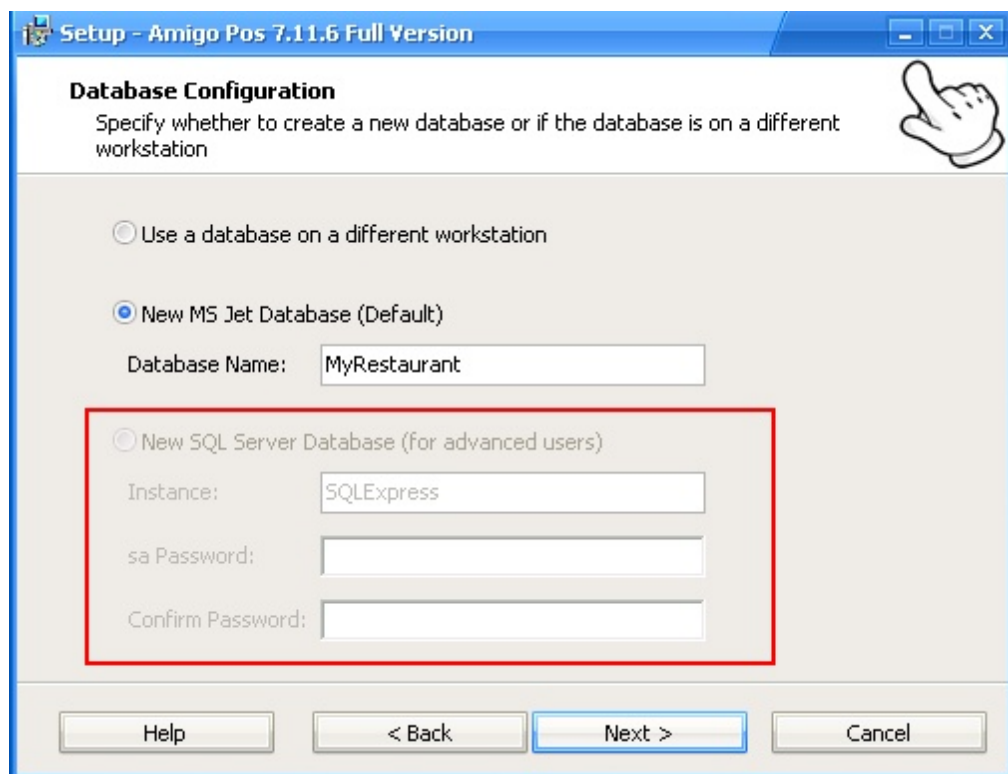 Setup - Amigo Pos 7.11.6 Full Version
Database Configuration
Specify whether to create a new database or if the database is on a different
workstation
Use a database on a different workstation
New MS Jet Database (Default)
Database Name: MyRestaurant
New SQL Server Database (for advanced users)
Instance: SQLExpress
sa Password:
Confirm Password:
Help < Back Next > Cancel